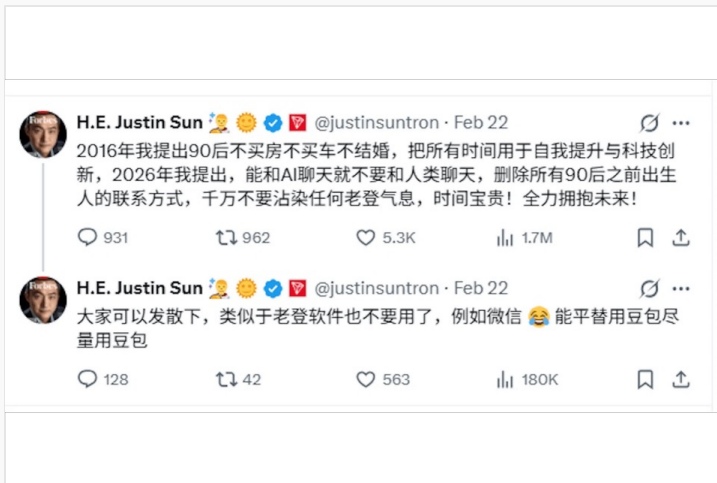 H.E. Justin Sun @justinsuntron · Feb 22
2016年我提出90后不买房不买车不结婚，把所有时间用于自我提升与科技创
新，2026年我提出，能和AI聊天就不要和人类聊天，删除所有90后之前出生
人的联系方式，千万不要沾染任何老登气息，时间宝贵！全力拥抱未来！
931 962 5.3K 1.7M
H.E. Justin Sun @justinsuntron · Feb 22
大家可以发散下，类似于老登软件也不要用了，例如微信 😂 能平替用豆包尽
量用豆包
128 42 563 180K